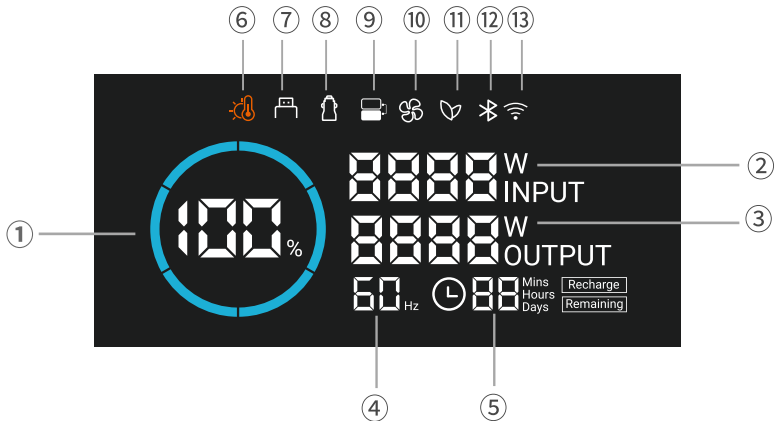 ⑥ ⑦ ⑧ ⑨ ⑩ ⑪ ⑫ ⑬
8888 W
INPUT
②
①
100 %
8888 W
OUTPUT
③
60 Hz
88
Mins
Hours
Days
Recharge
Remaining
④ ⑤